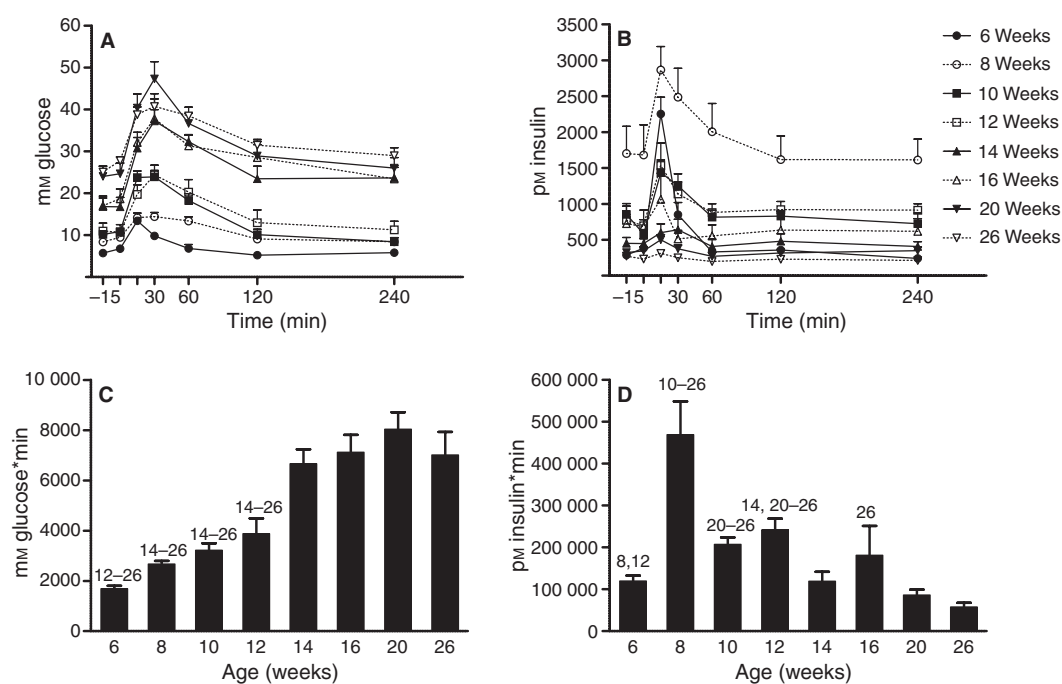 A
60
50
40
30
20
10
mM glucose
–15 30 60 120 240
Time (min)
B
3500
3000
2500
2000
1500
1000
500
pM insulin
–15 30 60 120 240
Time (min)
6 Weeks
8 Weeks
10 Weeks
12 Weeks
14 Weeks
16 Weeks
20 Weeks
26 Weeks
C
10 000
8000
6000
4000
2000
0
mM glucose*min
12–26
14–26
14–26
14–26
6 8 10 12 14 16 20 26
Age (weeks)
D
600 000
500 000
400 000
300 000
200 000
100 000
0
pM insulin*min
8,12
10–26
20–26
14, 20–26
26
6 8 10 12 14 16 20 26
Age (weeks)